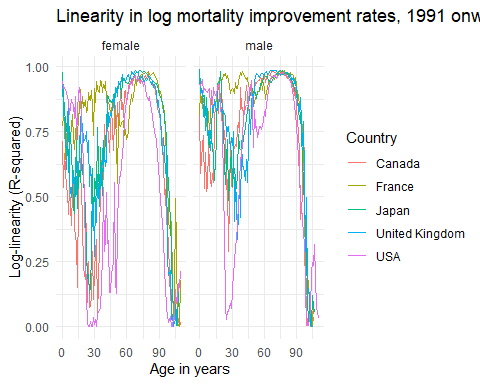 Linearity in log mortality improvement rates, 1991 onw
female
male
Log-linearity (R-squared)
1.00
0.75
0.50
0.25
0.00
0 30 60 90
0 30 60 90
Age in years
Country
Canada
France
Japan
United Kingdom
USA